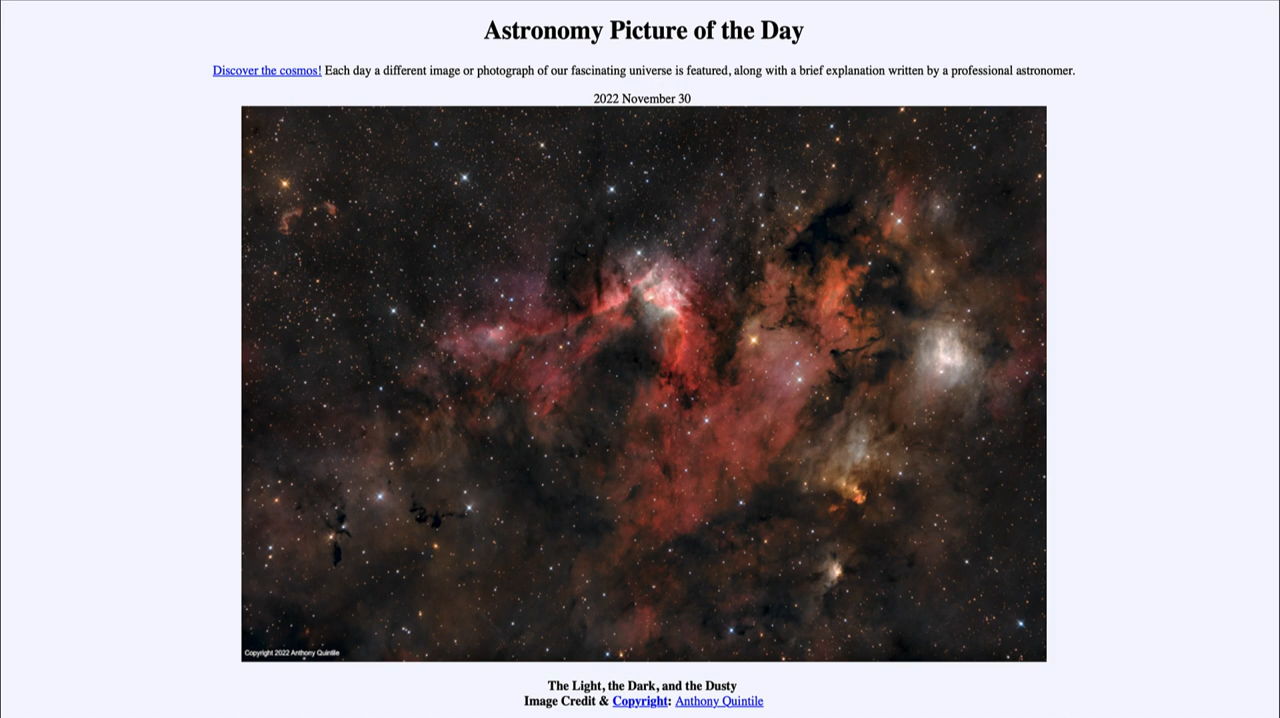 Astronomy Picture of the Day
Discover the cosmos! Each day a different image or photograph of our fascinating universe is featured, along with a brief explanation written by a professional astronomer.
2022 November 30
Copyright 2022 Anthony Quintile
The Light, the Dark, and the Dusty
Image Credit & Copyright: Anthony Quintile